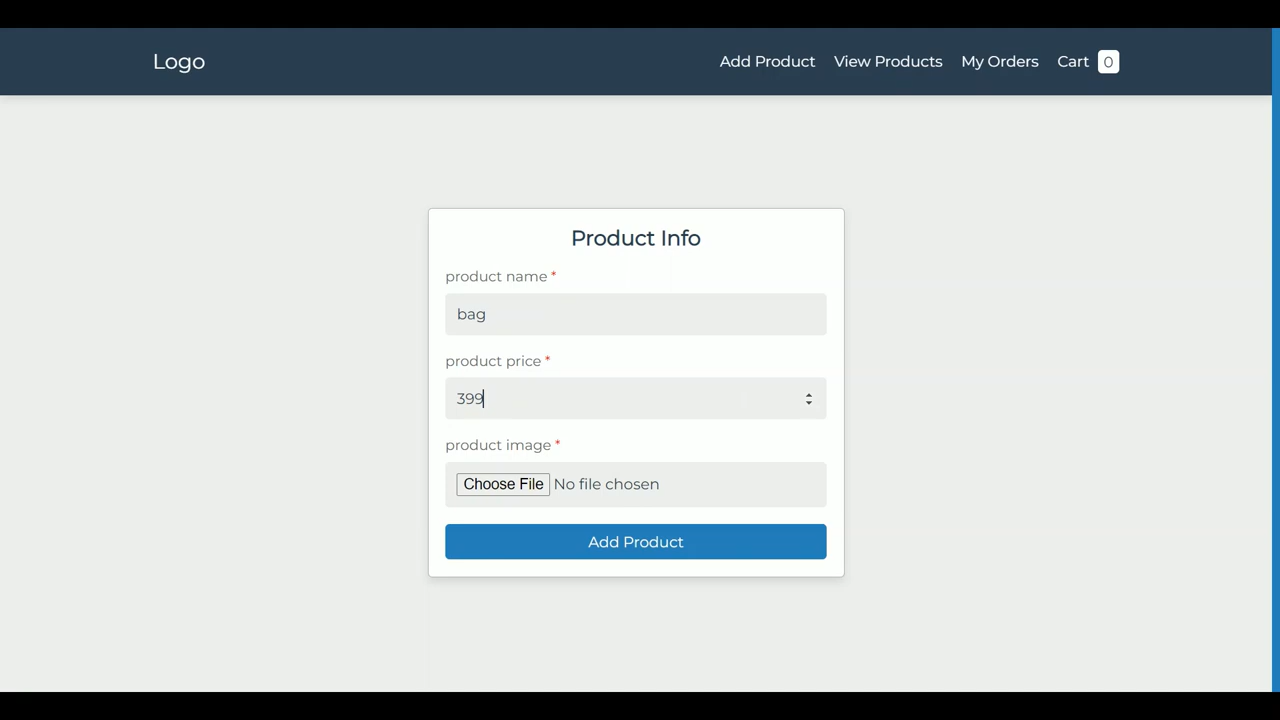 Logo
Add Product View Products My Orders Cart 0
Product Info
product name *
bag
product price *
399
product image *
Choose File No file chosen
Add Product